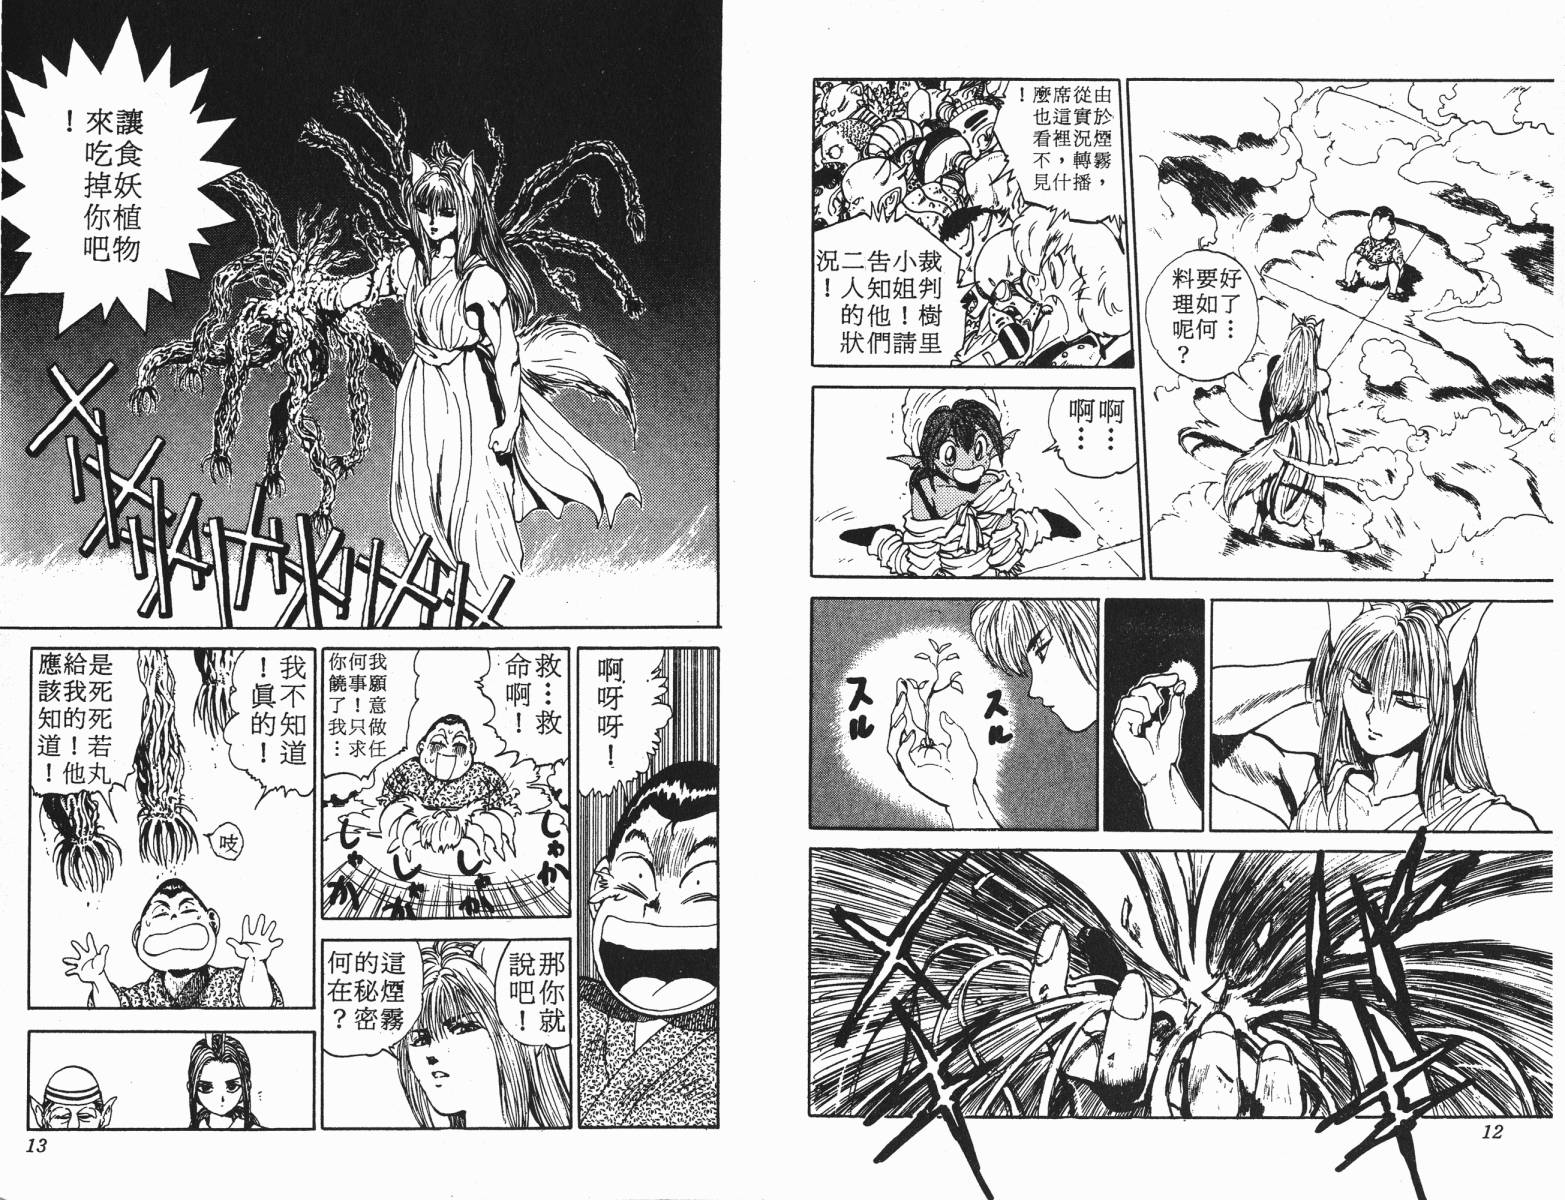 好了…
要如何
料理呢？
由於煙霧，
從實況轉播
席這裡，什
麼也看不見
！
裁判樹里
小姐！請
告知他們
二人的狀
況！
啊…
啊…
スル
スル
12
讓食妖植物
來吃掉你吧
！
啊呀呀！
救…救
命啊！
我願意做任
何事！只求
你饒了我…
しゃか
しゃか
しゃか
しゃか
那你就
說吧！
這煙霧
的秘密
何在？
我不知道
！真的！
是死死若丸
給我的！他
應該知道！
吱
13